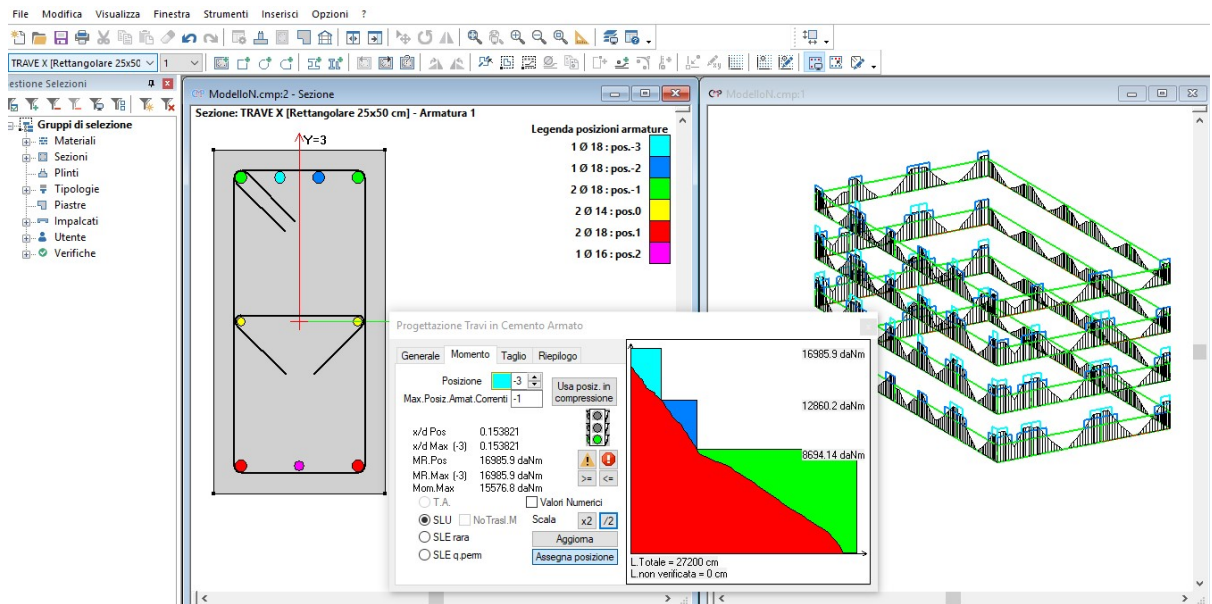 File Modifica Visualizza Finestra Strumenti Inserisci Opzioni ?
TRAVE X [Rettangolare 25x50 1
estione Selezioni
Gruppi di selezione
Materiali
Sezioni
Plinti
Tipologie
Piastre
Impalcati
Utente
Verifiche
ModelloN.cmp:2 - Sezione
Sezione: TRAVE X [Rettangolare 25x50 cm] - Armatura 1
Y=3
Legenda posizioni armature
1 Ø 18 : pos.-3
1 Ø 18 : pos.-2
2 Ø 18 : pos.-1
2 Ø 14 : pos.0
2 Ø 18 : pos.1
1 Ø 16 : pos.2
ModelloN.cmp:1
Progettazione Travi in Cemento Armato
Generale Momento Taglio Riepilogo
Posizione -3
Usa posiz. in compressione
Max.Posiz.Armat.Correnti -1
x/d Pos 0.153821
x/d Max (-3) 0.153821
MR.Pos 16985.9 daNm
MR.Max (-3) 16985.9 daNm
>= <=
Mom.Max 15576.8 daNm
T.A. Valori Numerici
SLU NoTrasl.M Scala x2 /2
SLE rara Aggiorna
SLE q.perm Assegna posizione
16985.9 daNm
12860.2 daNm
8694.14 daNm
L.Totale = 27200 cm
L.non verificata = 0 cm